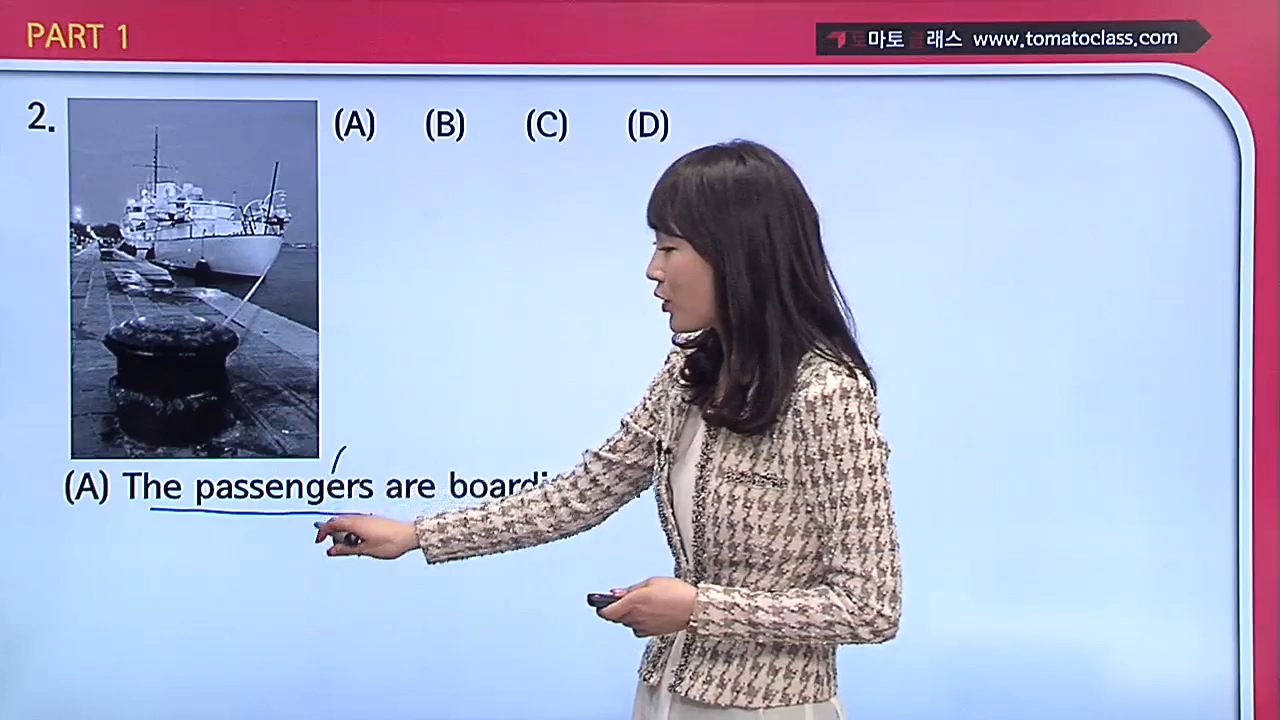 PART 1
토마토클래스 www.tomatoclass.com
2.
(A) (B) (C) (D)
(A) The passengers are boardi